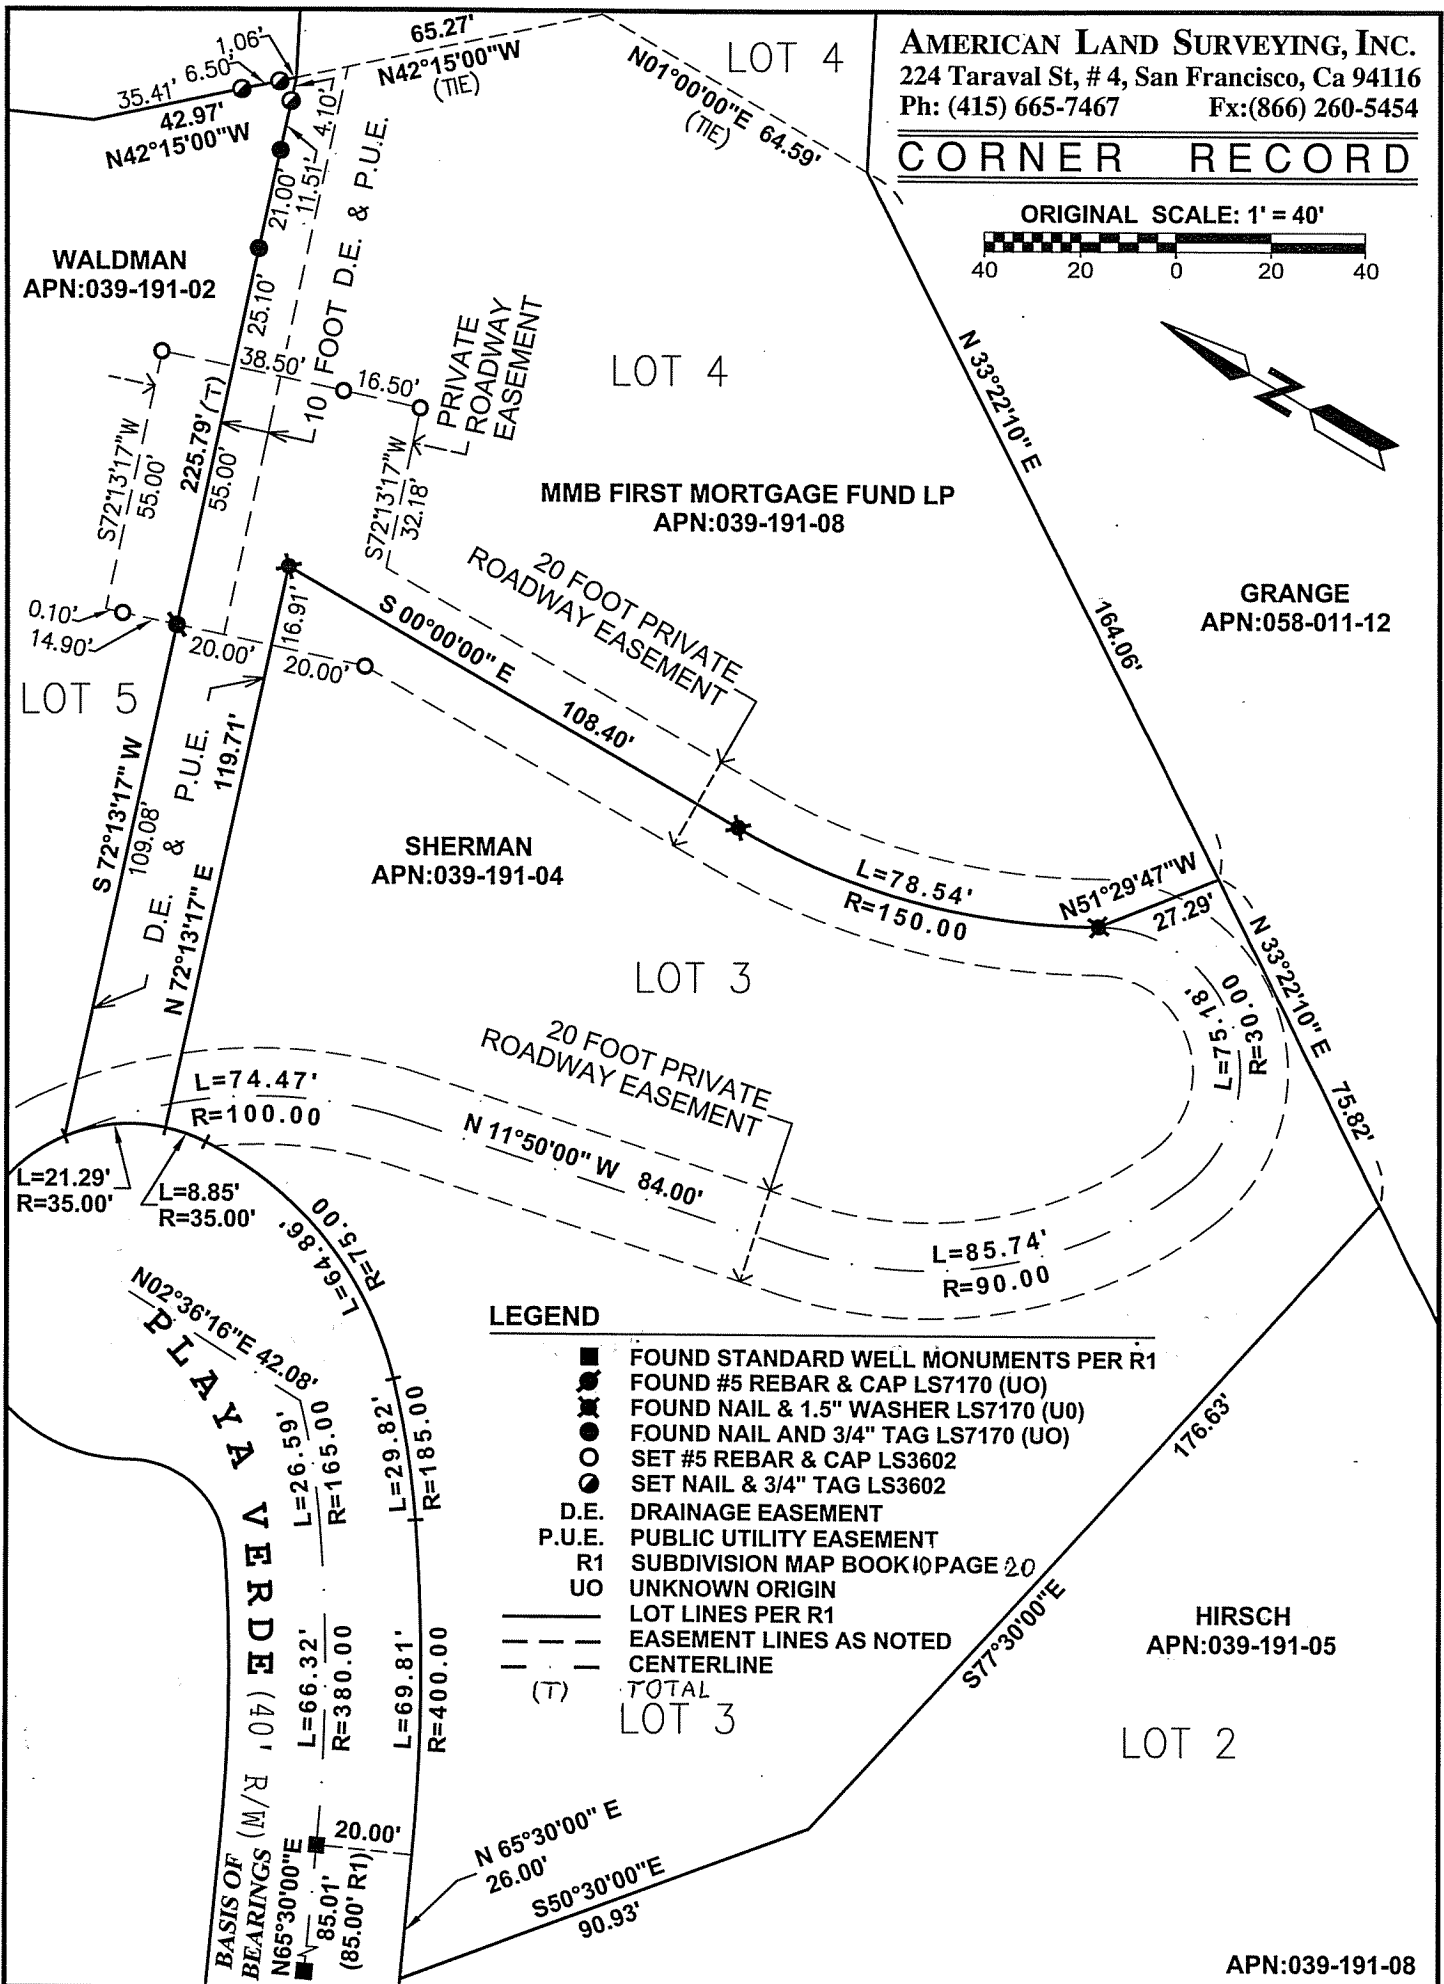 AMERICAN LAND SURVEYING, INC.
224 Taraval St, # 4, San Francisco, Ca 94116
Ph: (415) 665-7467 Fx:(866) 260-5454
CORNER RECORD
ORIGINAL SCALE: 1' = 40'
40 20 0 20 40
N
1.06'
6.50'
35.41'
42.97'
N42°15'00"W
65.27'
N42°15'00"W
(TIE)
N01°00'00"E 64.59'
(TIE)
LOT 4
4.10'
11.51'
21.00'
25.10'
10 FOOT D.E. & P.U.E.
WALDMAN
APN:039-191-02
38.50'
16.50'
PRIVATE
ROADWAY
EASEMENT
LOT 4
N 33°22'10" E
164.06'
225.79'(T)
55.00'
S72°13'17"W
55.00'
S72°13'17"W
32.18'
MMB FIRST MORTGAGE FUND LP
APN:039-191-08
20 FOOT PRIVATE
ROADWAY EASEMENT
GRANGE
APN:058-011-12
0.10'
14.90'
20.00'
16.91'
20.00'
S 00°00'00" E
108.40'
LOT 5
S 72°13'17" W
109.08'
D.E. & P.U.E.
119.71'
N 72°13'17" E
SHERMAN
APN:039-191-04
L=78.54'
R=150.00
N51°29'47"W
27.29'
N 33°22'10" E
75.82'
LOT 3
L=75.18'
R=30.00
20 FOOT PRIVATE
ROADWAY EASEMENT
L=74.47'
R=100.00
N 11°50'00" W 84.00'
L=21.29'
R=35.00'
L=8.85'
R=35.00'
L=64.86'
R=75.00
L=85.74'
R=90.00
N02°36'16"E 42.08'
PLAYA VERDE (40' R/W)
L=26.59'
R=165.00
L=29.82'
R=185.00
L=66.32'
R=380.00
L=69.81'
R=400.00
LEGEND
FOUND STANDARD WELL MONUMENTS PER R1
FOUND #5 REBAR & CAP LS7170 (UO)
FOUND NAIL & 1.5" WASHER LS7170 (U0)
FOUND NAIL AND 3/4" TAG LS7170 (UO)
SET #5 REBAR & CAP LS3602
SET NAIL & 3/4" TAG LS3602
D.E. DRAINAGE EASEMENT
P.U.E. PUBLIC UTILITY EASEMENT
R1 SUBDIVISION MAP BOOK 10 PAGE 20
UO UNKNOWN ORIGIN
LOT LINES PER R1
EASEMENT LINES AS NOTED
CENTERLINE
(T) TOTAL
LOT 3
176.63'
S77°30'00"E
HIRSCH
APN:039-191-05
LOT 2
BASIS OF
BEARINGS
N65°30'00"E
85.01'
(85.00' R1)
20.00'
N 65°30'00" E
26.00'
S50°30'00"E
90.93'
APN:039-191-08